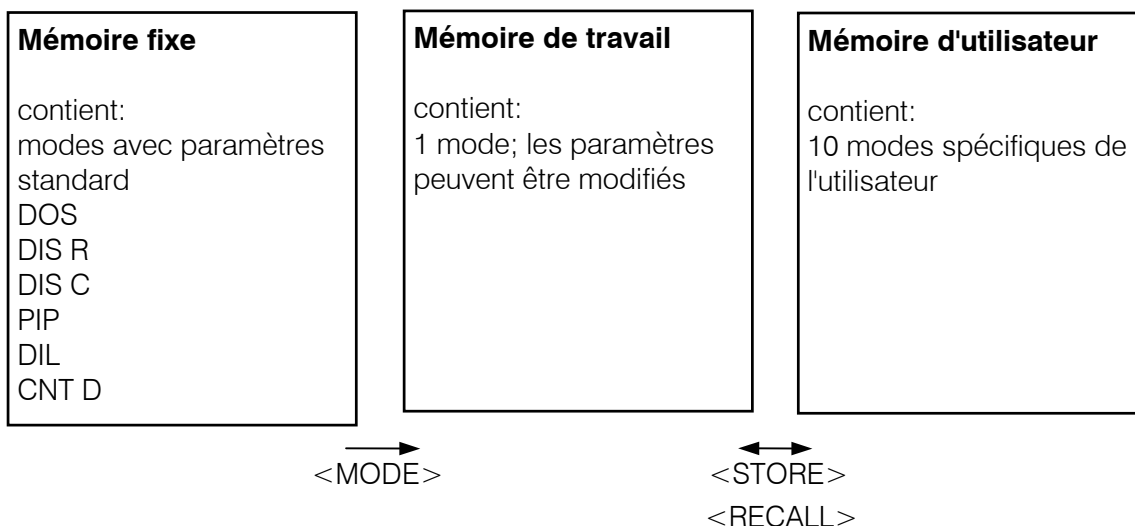 Mémoire fixe
contient:
modes avec paramètres
standard
DOS
DIS R
DIS C
PIP
DIL
CNT D
Mémoire de travail
contient:
1 mode; les paramètres
peuvent être modifiés
Mémoire d'utilisateur
contient:
10 modes spécifiques de
l'utilisateur
<MODE>
<STORE>
<RECALL>